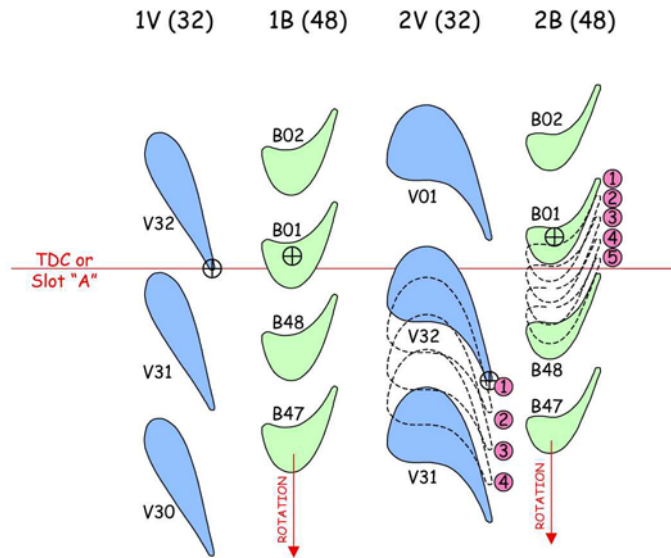 1V (32) 1B (48) 2V (32) 2B (48)
B02
B02
V32
V01
B01
B01
1
2
3
4
5
TDC or
Slot "A"
V31
B48
V32
B48
1
2
3
4
B47
B47
V30
V31
ROTATION
ROTATION